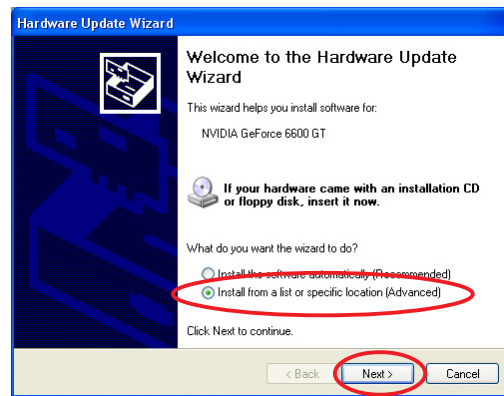 Hardware Update Wizard
Welcome to the Hardware Update
Wizard
This wizard helps you install software for:
NVIDIA GeForce 6600 GT
If your hardware came with an installation CD
or floppy disk, insert it now.
What do you want the wizard to do?
Install the software automatically (Recommended)
Install from a list or specific location (Advanced)
Click Next to continue.
< Back
Next >
Cancel